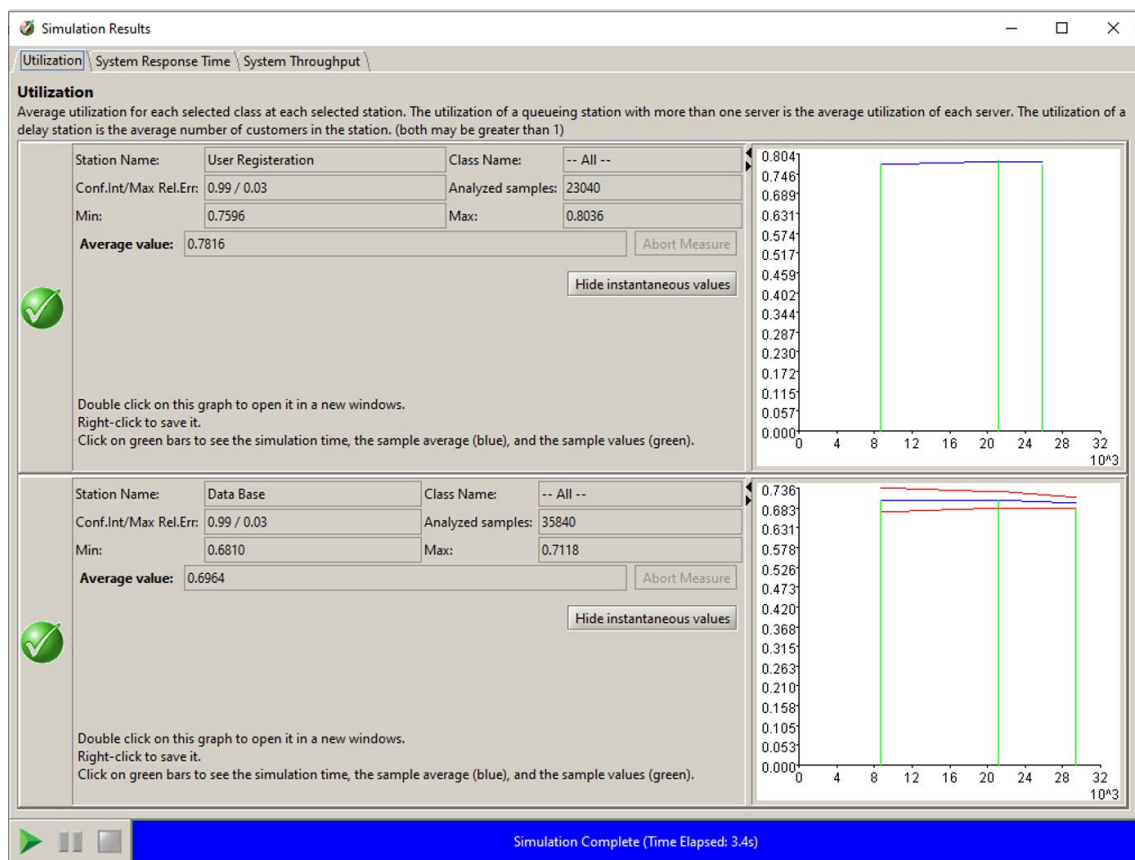 Simulation Results
Utilization System Response Time System Throughput
Utilization
Average utilization for each selected class at each selected station. The utilization of a queueing station with more than one server is the average utilization of each server. The utilization of a
delay station is the average number of customers in the station. (both may be greater than 1)
Station Name: User Registeration Class Name: -- All --
Conf.Int/Max Rel.Err: 0.99 / 0.03 Analyzed samples: 23040
Min: 0.7596 Max: 0.8036
Average value: 0.7816 Abort Measure
Hide instantaneous values
Double click on this graph to open it in a new windows.
Right-click to save it.
Click on green bars to see the simulation time, the sample average (blue), and the sample values (green).
0.804
0.746
0.689
0.631
0.574
0.517
0.459
0.402
0.344
0.287
0.230
0.172
0.115
0.057
0.000
0 4 8 12 16 20 24 28 32
10^3
Station Name: Data Base Class Name: -- All --
Conf.Int/Max Rel.Err: 0.99 / 0.03 Analyzed samples: 35840
Min: 0.6810 Max: 0.7118
Average value: 0.6964 Abort Measure
Hide instantaneous values
Double click on this graph to open it in a new windows.
Right-click to save it.
Click on green bars to see the simulation time, the sample average (blue), and the sample values (green).
0.736
0.683
0.631
0.578
0.526
0.473
0.420
0.368
0.315
0.263
0.210
0.158
0.105
0.053
0.000
0 4 8 12 16 20 24 28 32
10^3
Simulation Complete (Time Elapsed: 3.4s)